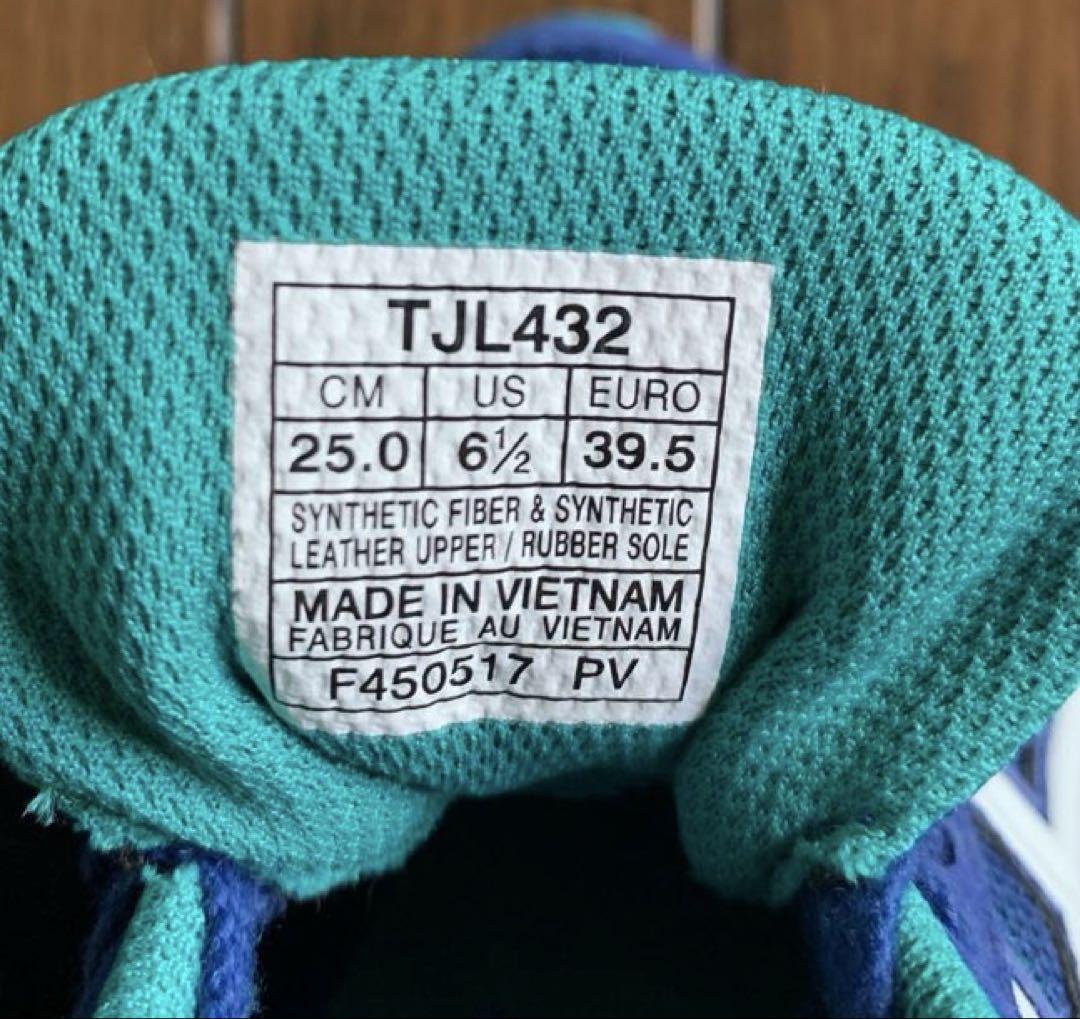 TJL432
CM US EURO
25.0 6½ 39.5
SYNTHETIC FIBER & SYNTHETIC
LEATHER UPPER / RUBBER SOLE
MADE IN VIETNAM
FABRIQUE AU VIETNAM
F450517 PV